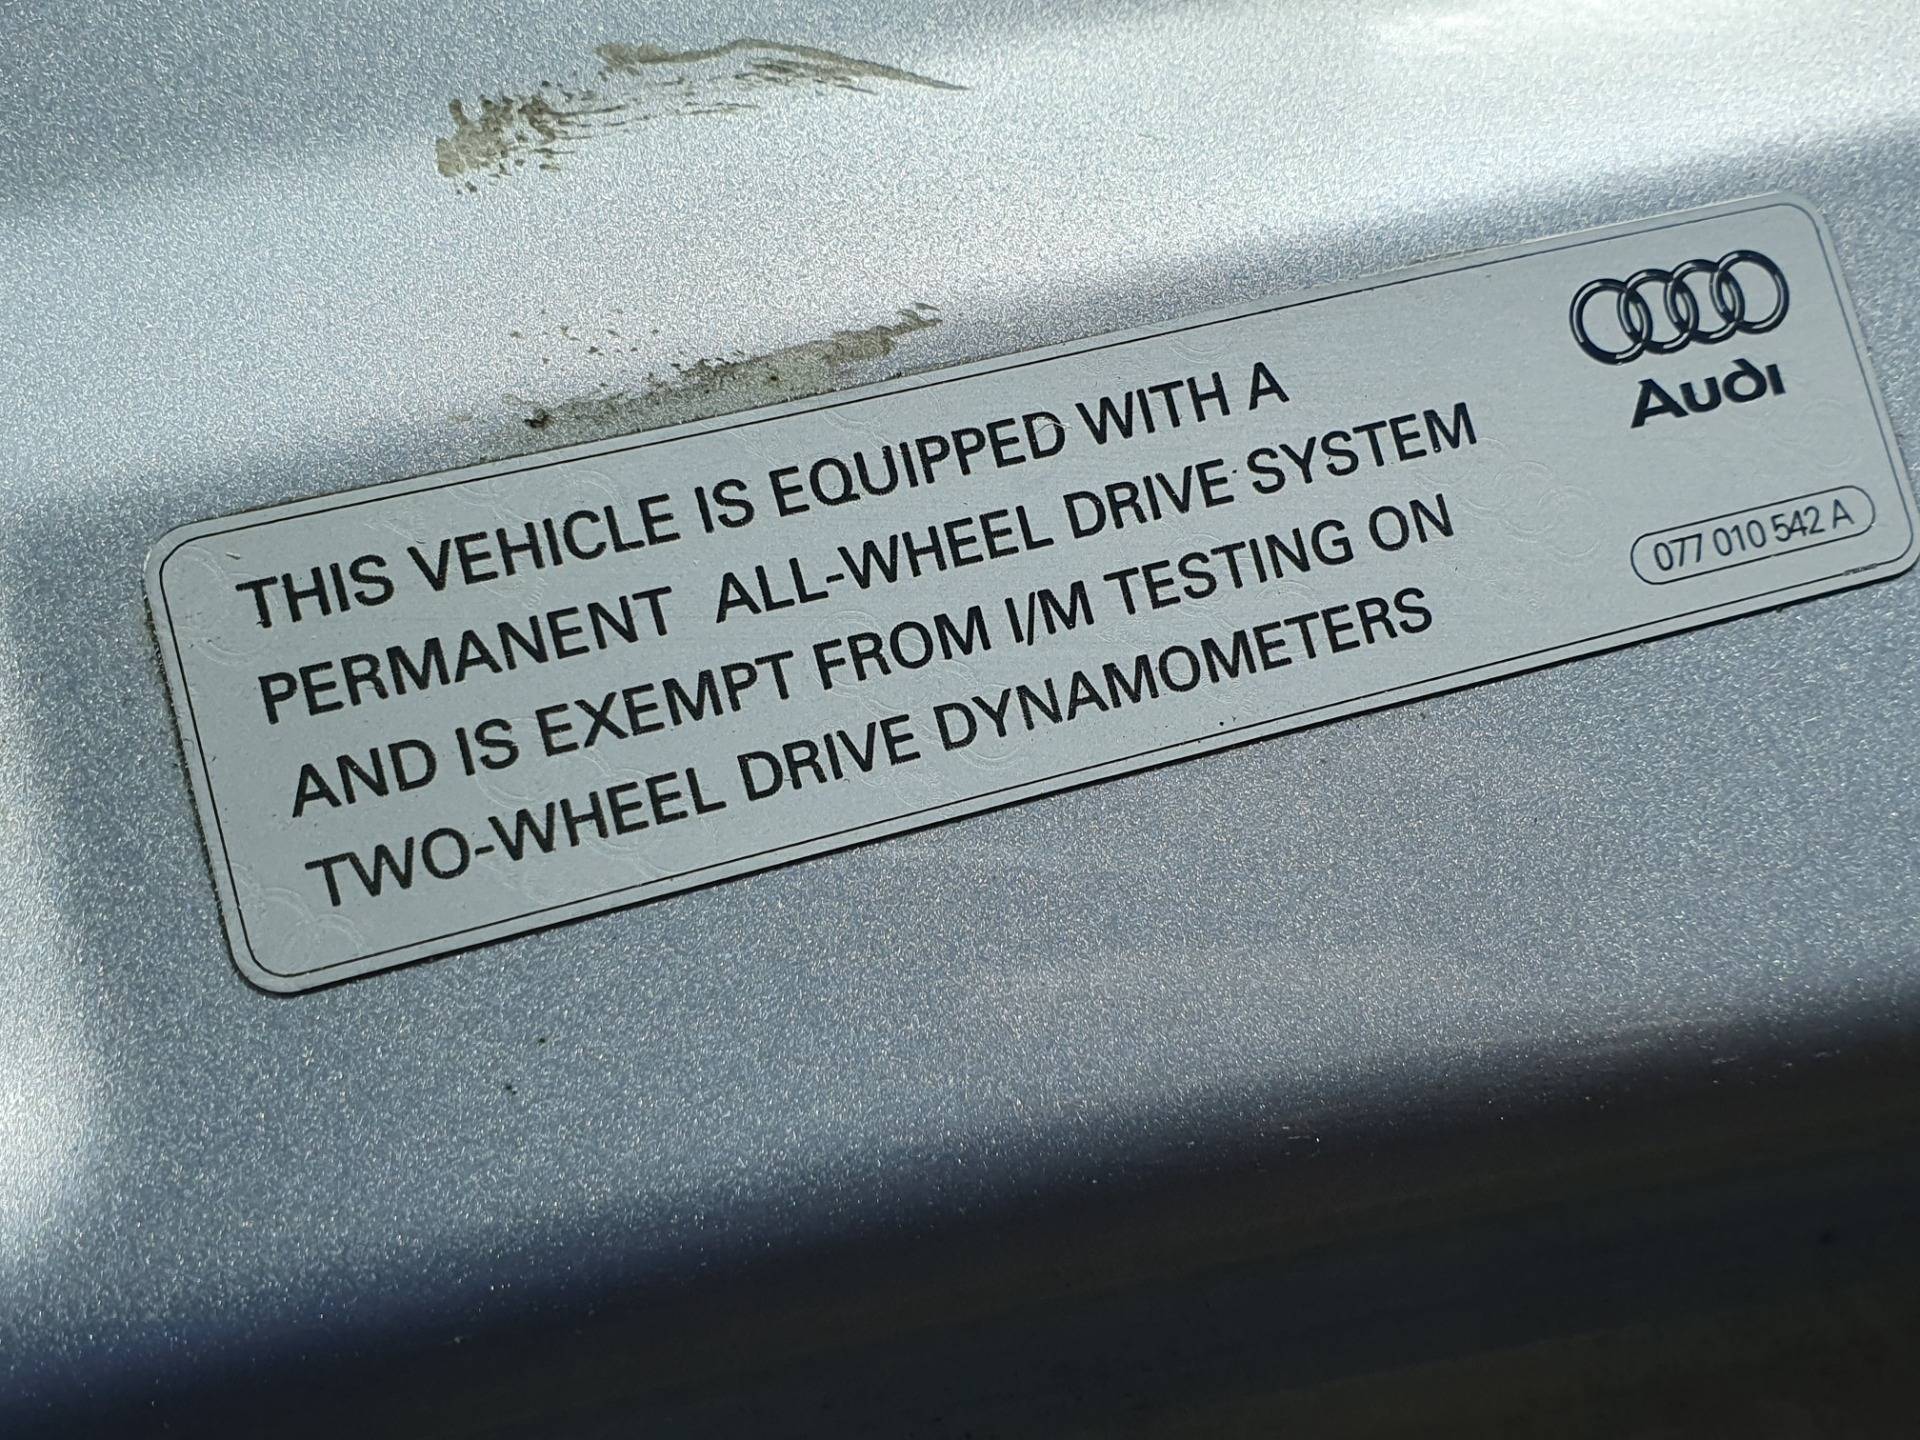 THIS VEHICLE IS EQUIPPED WITH A
PERMANENT ALL-WHEEL DRIVE SYSTEM
AND IS EXEMPT FROM I/M TESTING ON
TWO-WHEEL DRIVE DYNAMOMETERS
Audi
077 010 542 A